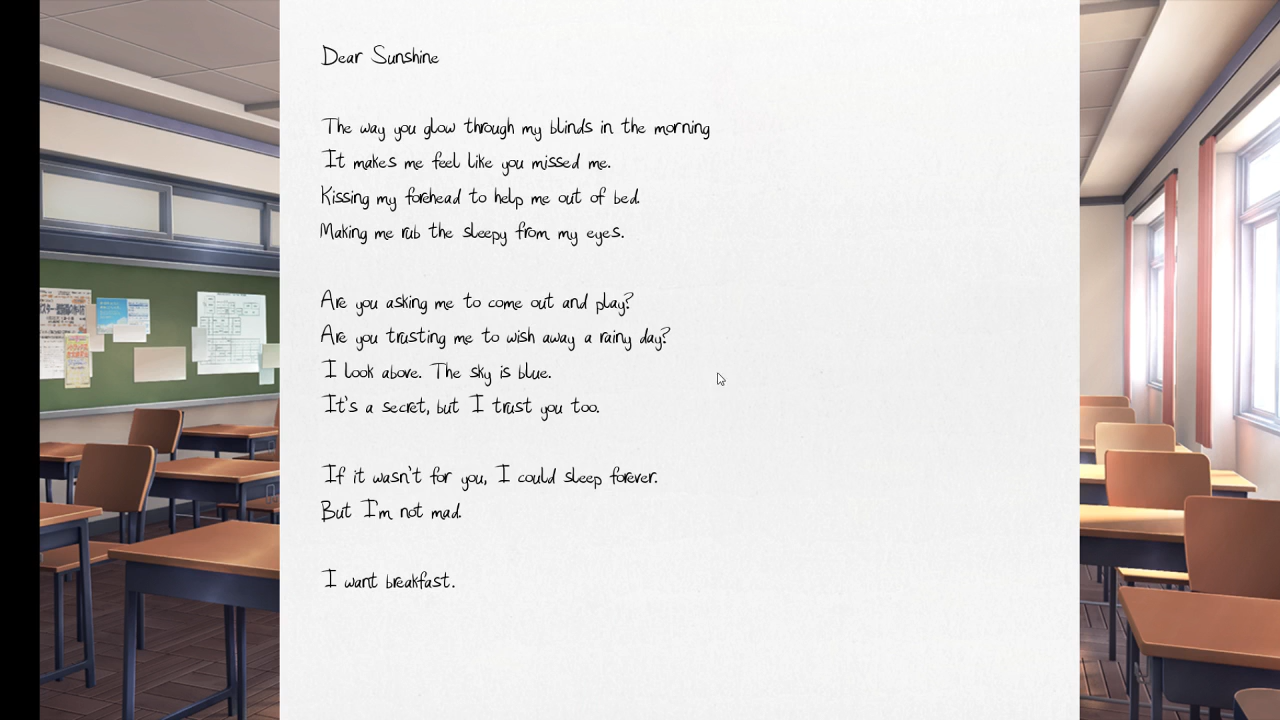 Dear Sunshine
The way you glow through my blinds in the morning
It makes me feel like you missed me.
Kissing my forehead to help me out of bed.
Making me rub the sleepy from my eyes.
Are you asking me to come out and play?
Are you trusting me to wish away a rainy day?
I look above. The sky is blue.
It's a secret, but I trust you too.
If it wasn't for you, I could sleep forever.
But I'm not mad.
I want breakfast.